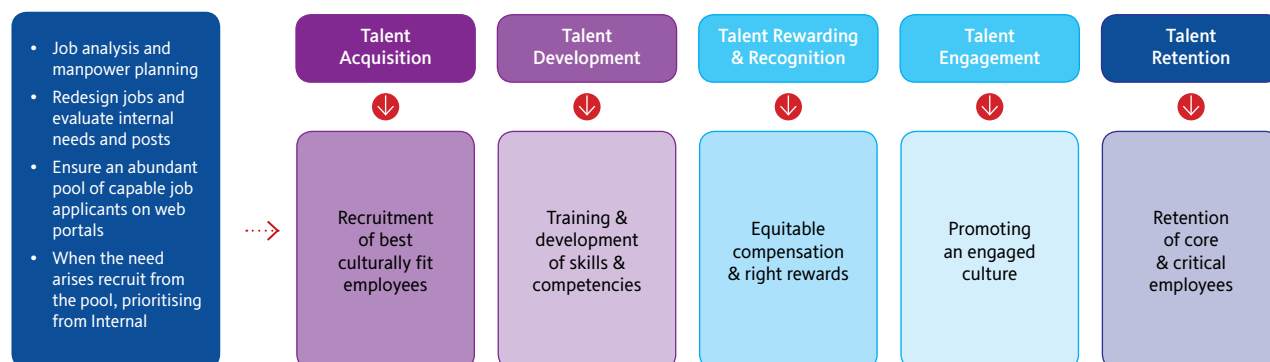 • Job analysis and
manpower planning
• Redesign jobs and
evaluate internal
needs and posts
• Ensure an abundant
pool of capable job
applicants on web
portals
• When the need
arises recruit from
the pool, prioritising
from Internal
Talent
Acquisition
Recruitment
of best
culturally fit
employees
Talent
Development
Training &
development
of skills &
competencies
Talent Rewarding
& Recognition
Equitable
compensation
& right rewards
Talent
Engagement
Promoting
an engaged
culture
Talent
Retention
Retention
of core
& critical
employees